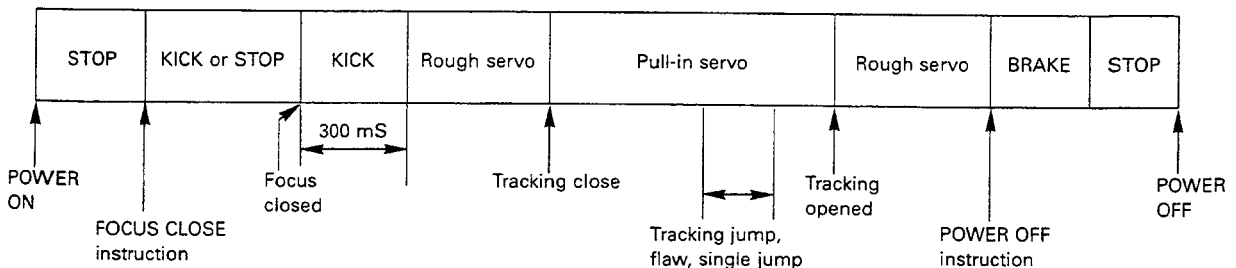 STOP
KICK or STOP
KICK
Rough servo
Pull-in servo
Rough servo
BRAKE
STOP
300 mS
POWER
ON
FOCUS CLOSE
instruction
Focus
closed
Tracking close
Tracking jump,
flaw, single jump
Tracking
opened
POWER OFF
instruction
POWER
OFF